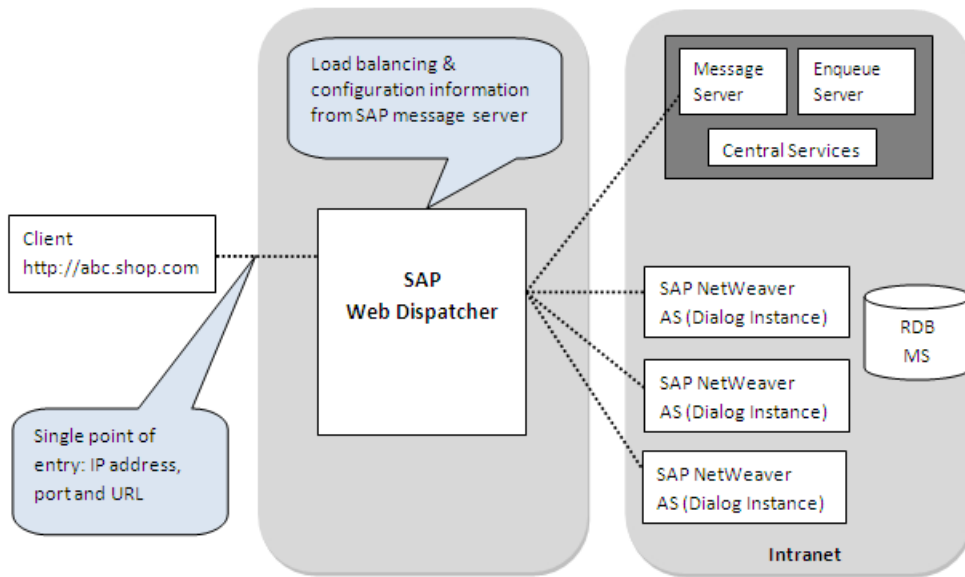 Load balancing &
configuration information
from SAP message server
Message
Server
Enqueue
Server
Central Services
Client
http://abc.shop.com
SAP
Web Dispatcher
SAP NetWeaver
AS (Dialog Instance)
RDB
MS
SAP NetWeaver
AS (Dialog Instance)
Single point of
entry: IP address,
port and URL
SAP NetWeaver
AS (Dialog Instance)
Intranet